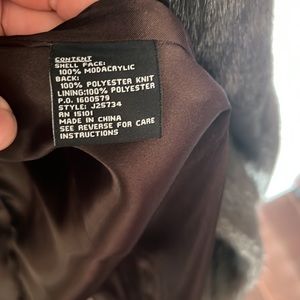 CONTENT
SHELL FACE:
100% MODACRYLIC
BACK:
100% POLYESTER KNIT
LINING:100% POLYESTER
P.O. 1600579
STYLE: J25734
RN 15101
MADE IN CHINA
SEE REVERSE FOR CARE
INSTRUCTIONS